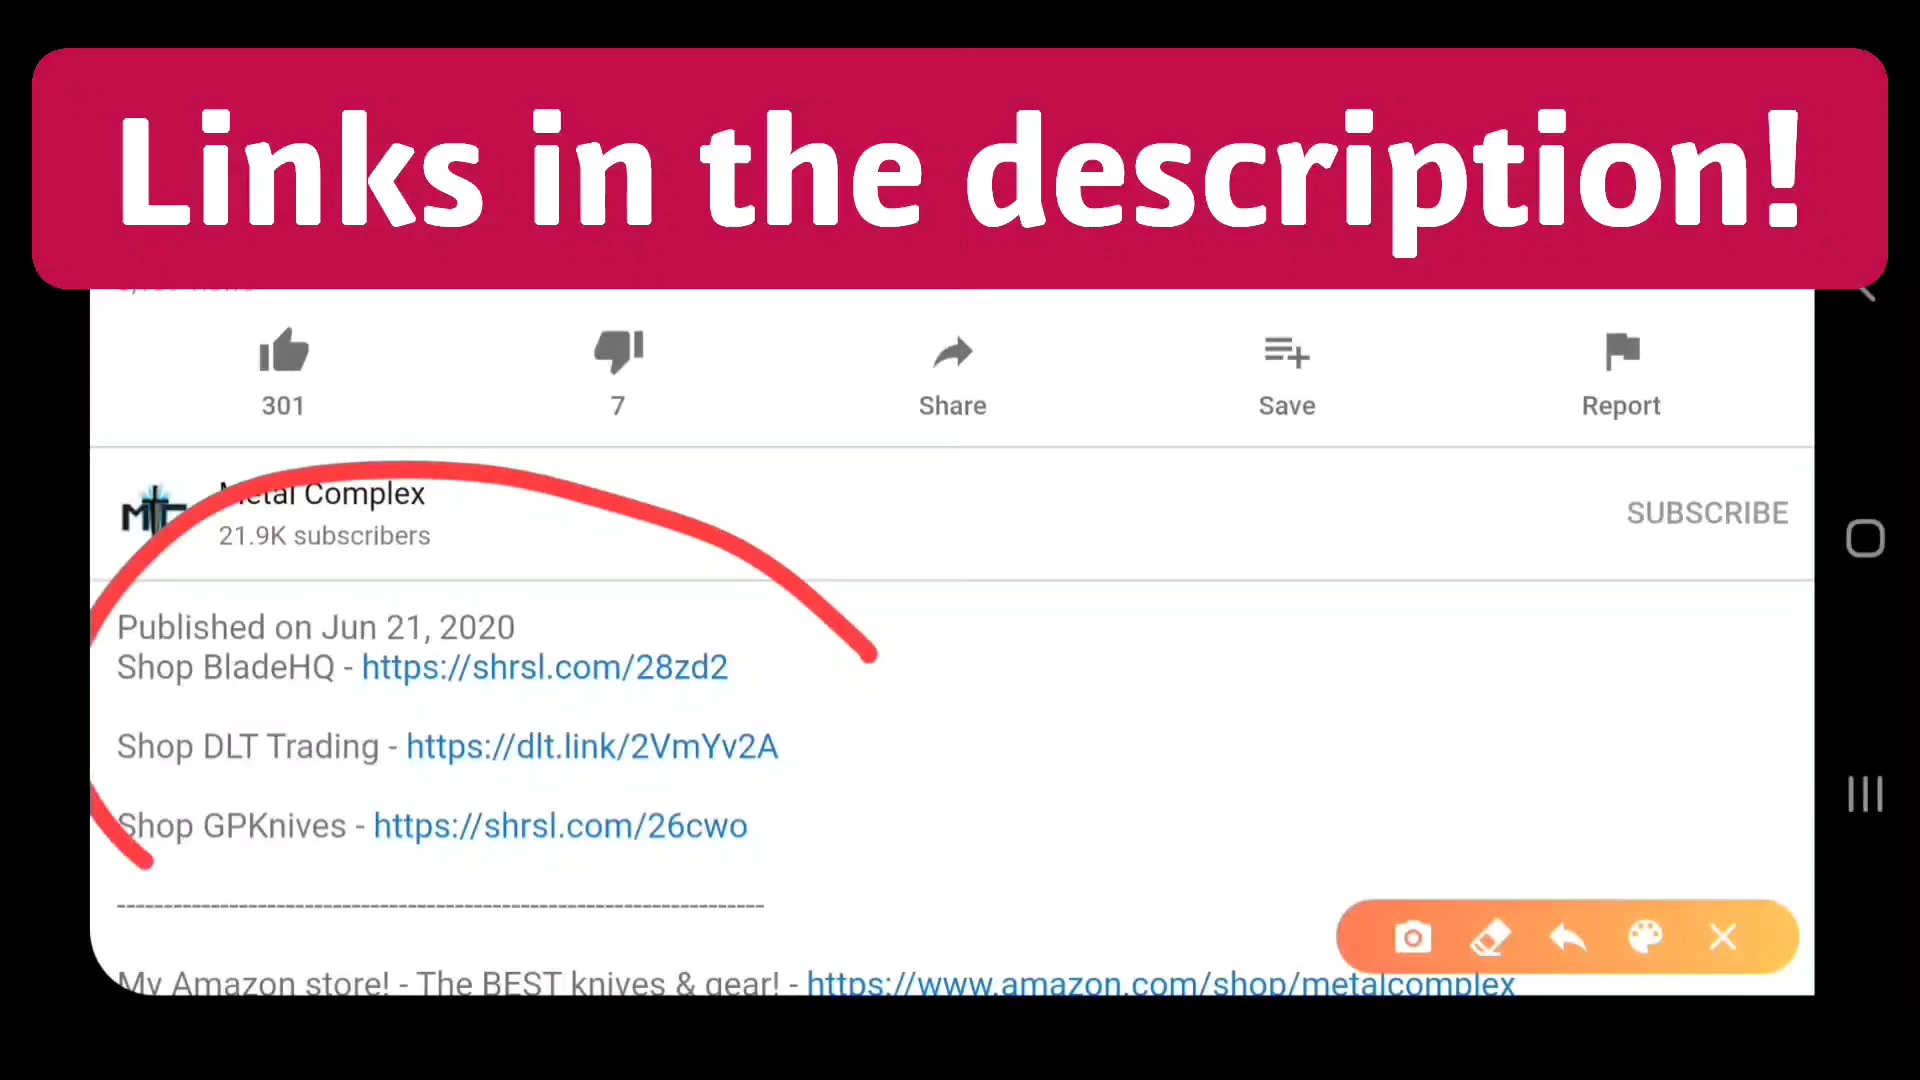 Links in the description!
301
7
Share
Save
Report
Metal Complex
21.9K subscribers
SUBSCRIBE
Published on Jun 21, 2020
Shop BladeHQ - https://shrsl.com/28zd2
Shop DLT Trading - https://dlt.link/2VmYv2A
Shop GPKnives - https://shrsl.com/26cwo
----------------------------------------------------------------------
My Amazon store! - The BEST knives & gear! - https://www.amazon.com/shop/metalcomplex